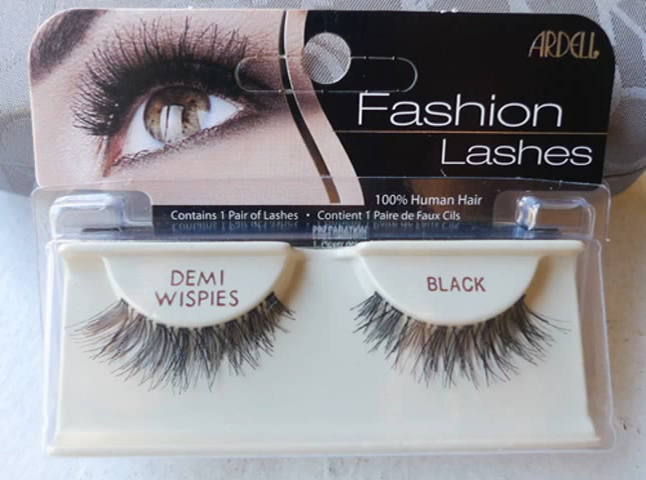 ARDELL
Fashion
Lashes
100% Human Hair
Contains 1 Pair of Lashes • Contient 1 Paire de Faux Cils
PREPARATION
DEMI
WISPIES
BLACK